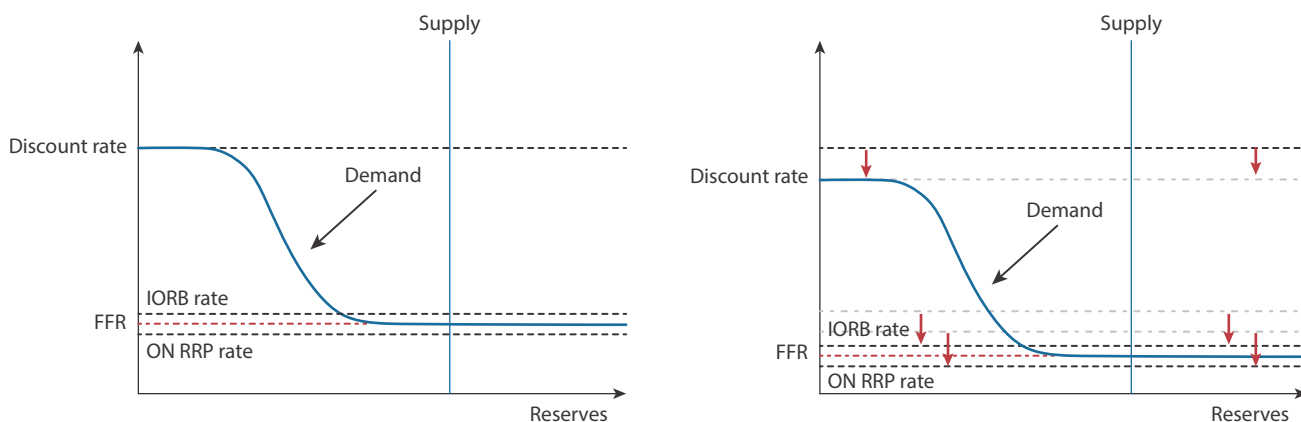 Supply
Discount rate
Demand
IORB rate
FFR
ON RRP rate
Reserves
Supply
Discount rate
Demand
IORB rate
FFR
ON RRP rate
Reserves